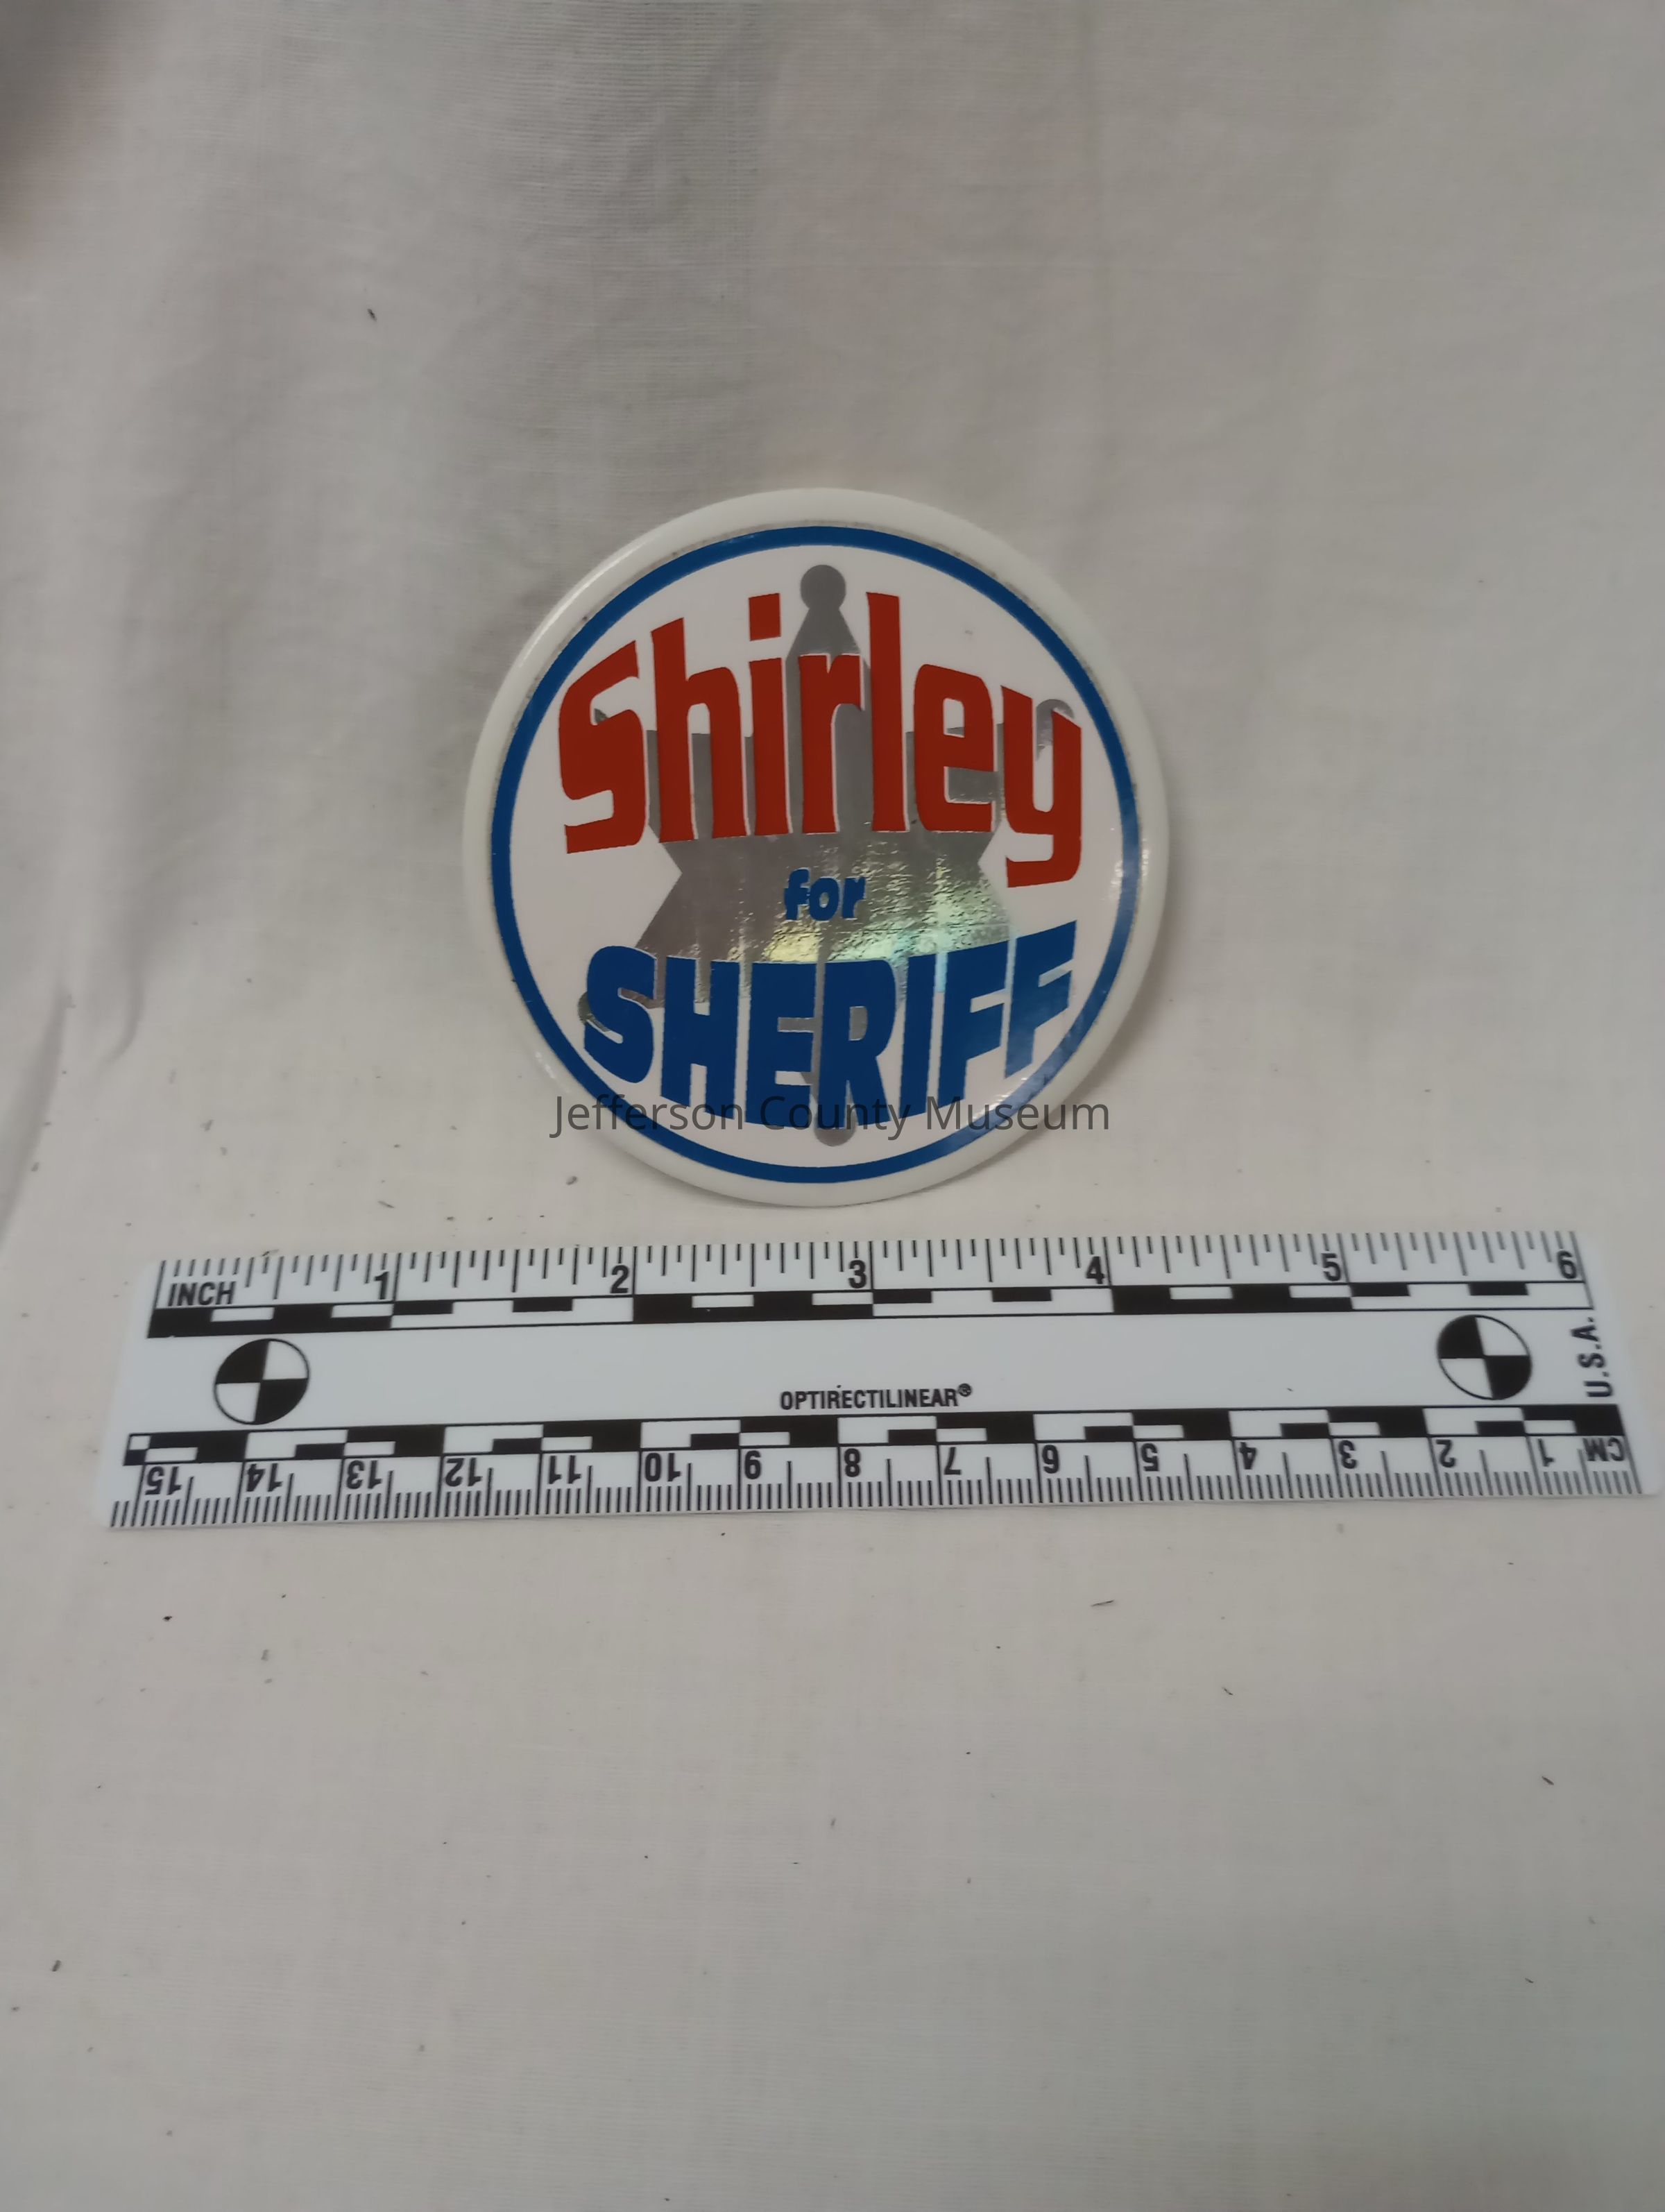 Shirley
for
SHERIFF
Jefferson County Museum
INCH 1 2 3 4 5 6
U.S.A.
OPTIRECTILINEAR®
15 14 13 12 11 10 9 8 7 6 5 4 3 2 1 CM